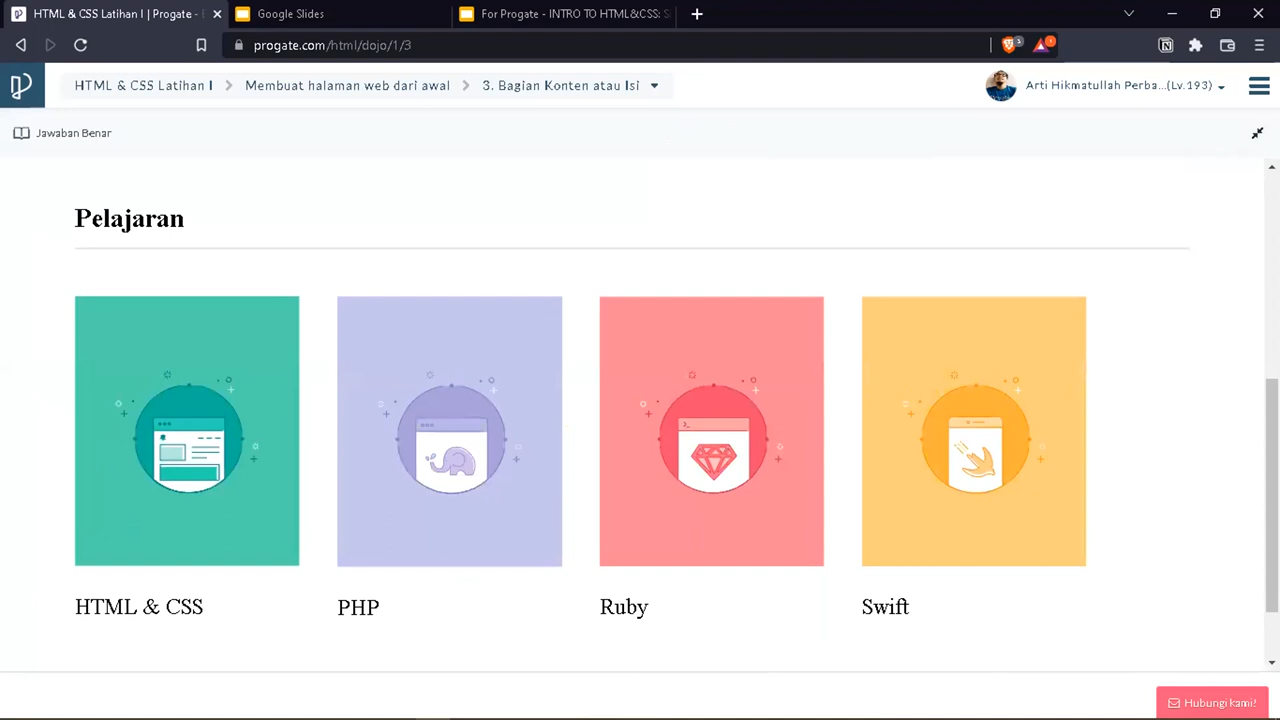 HTML & CSS Latihan I | Progate - B
Google Slides
For Progate - INTRO TO HTML&CSS: S
progate.com/html/dojo/1/3
HTML & CSS Latihan I
Membuat halaman web dari awal
3. Bagian Konten atau Isi
Arti Hikmatullah Perba...(Lv.193)
Jawaban Benar
Pelajaran
HTML & CSS
PHP
Ruby
Swift
Hubungi kami!